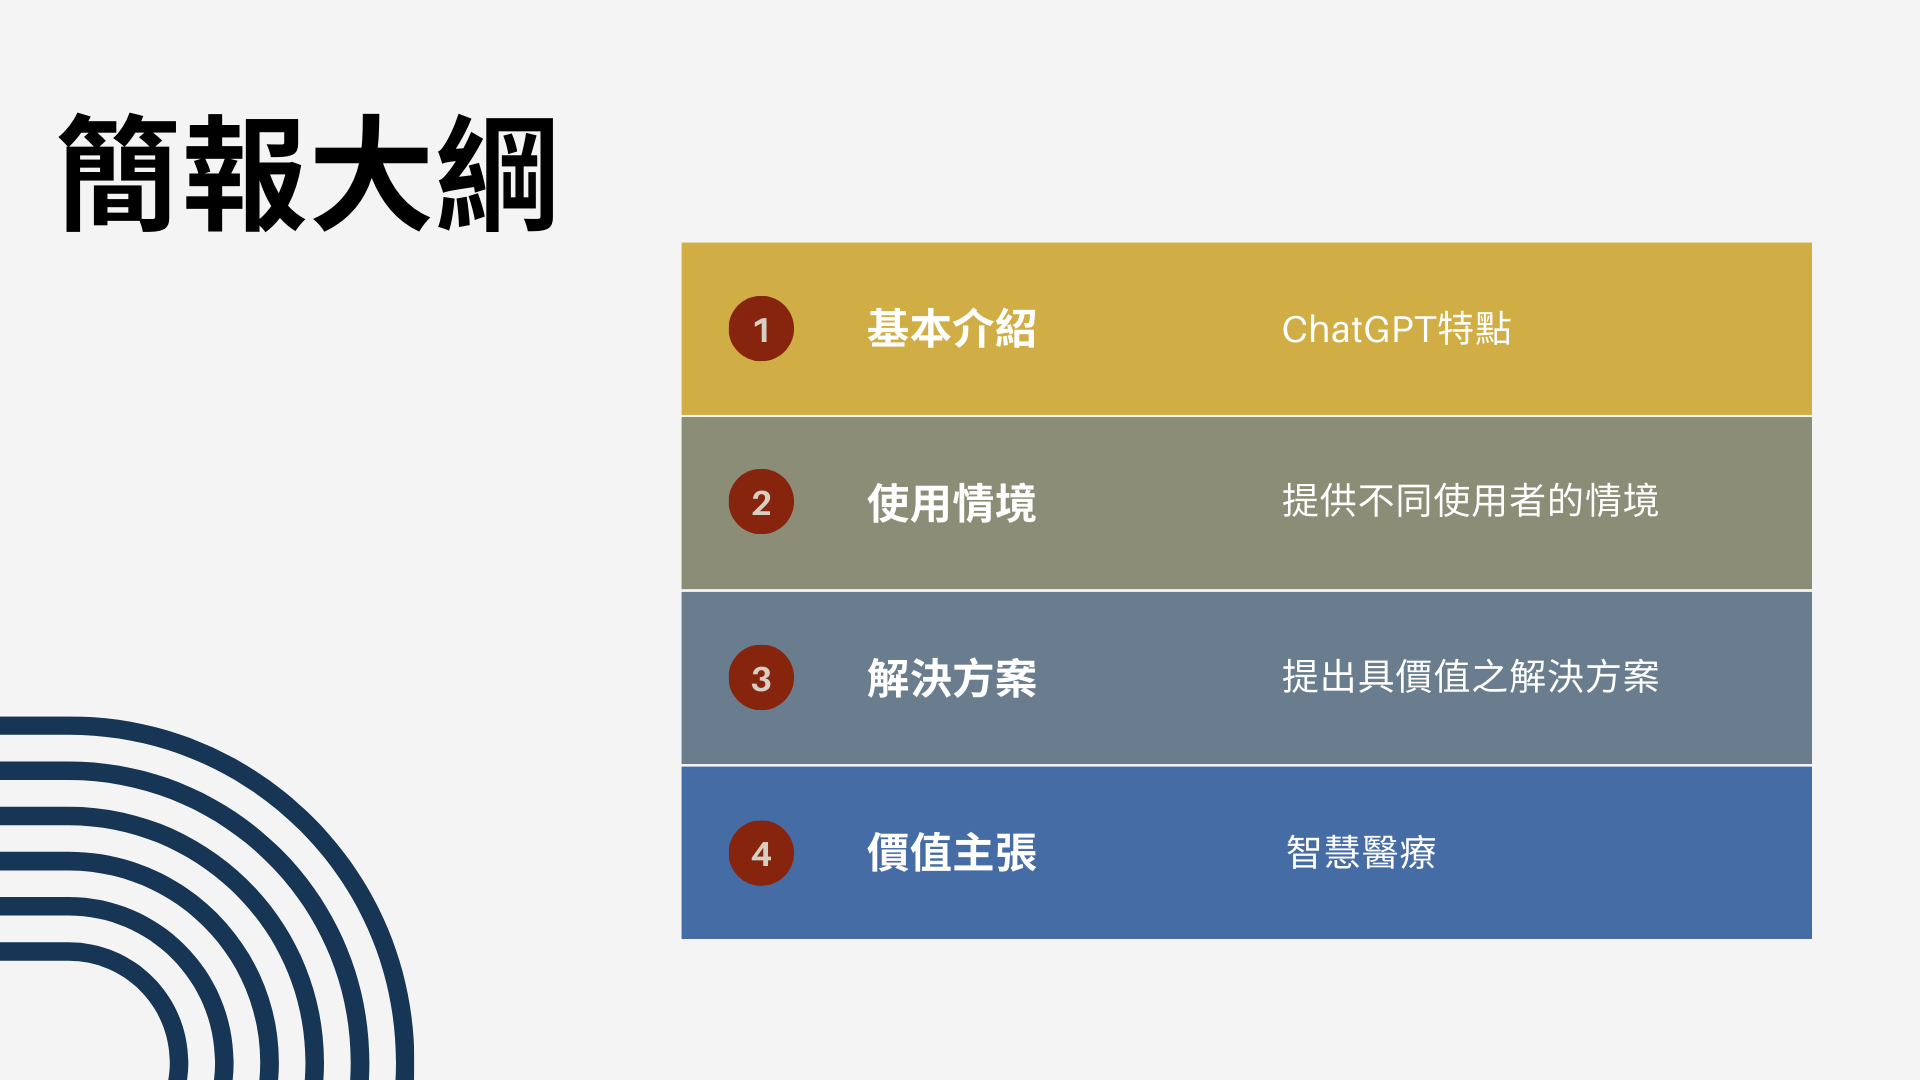 簡報大綱
1 基本介紹 ChatGPT特點
2 使用情境 提供不同使用者的情境
3 解決方案 提出具價值之解決方案
4 價值主張 智慧醫療